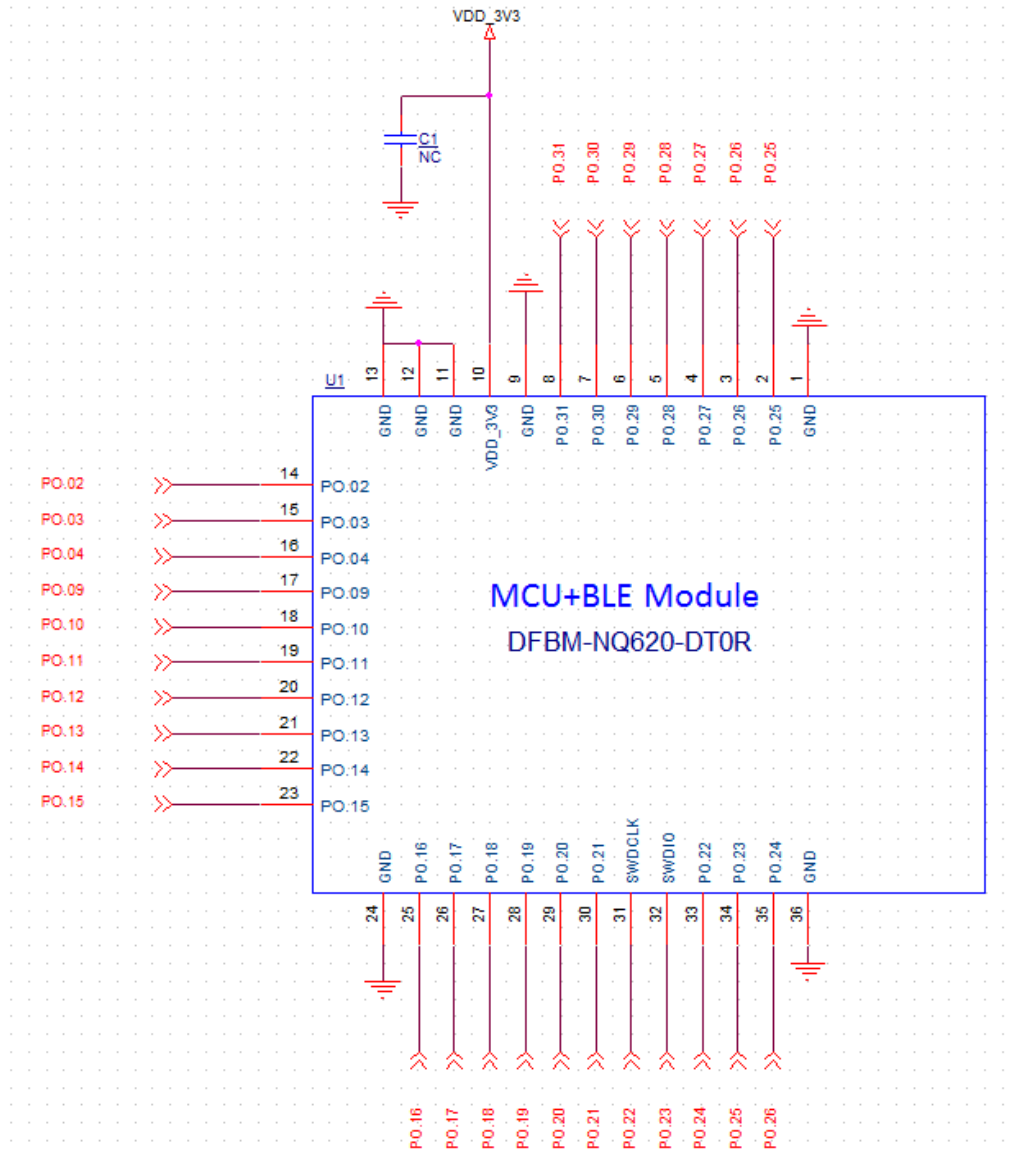 VDD_3V3
C1
NC
PO.31 PO.30 PO.29 PO.28 PO.27 PO.26 PO.25
U1
13 12 11 10 9 8 7 6 5 4 3 2 1
GND GND GND VDD_3V3 GND PO.31 PO.30 PO.29 PO.28 PO.27 PO.26 PO.25 GND
PO.02 14 PO.02
PO.03 15 PO.03
PO.04 16 PO.04
PO.09 17 PO.09
PO.10 18 PO.10
PO.11 19 PO.11
PO.12 20 PO.12
PO.13 21 PO.13
PO.14 22 PO.14
PO.15 23 PO.15
MCU+BLE Module
DFBM-NQ620-DT0R
GND PO.16 PO.17 PO.18 PO.19 PO.20 PO.21 SWDCLK SWDIO PO.22 PO.23 PO.24 GND
24 25 26 27 28 29 30 31 32 33 34 35 36
PO.16 PO.17 PO.18 PO.19 PO.20 PO.21 PO.22 PO.23 PO.24 PO.25 PO.26